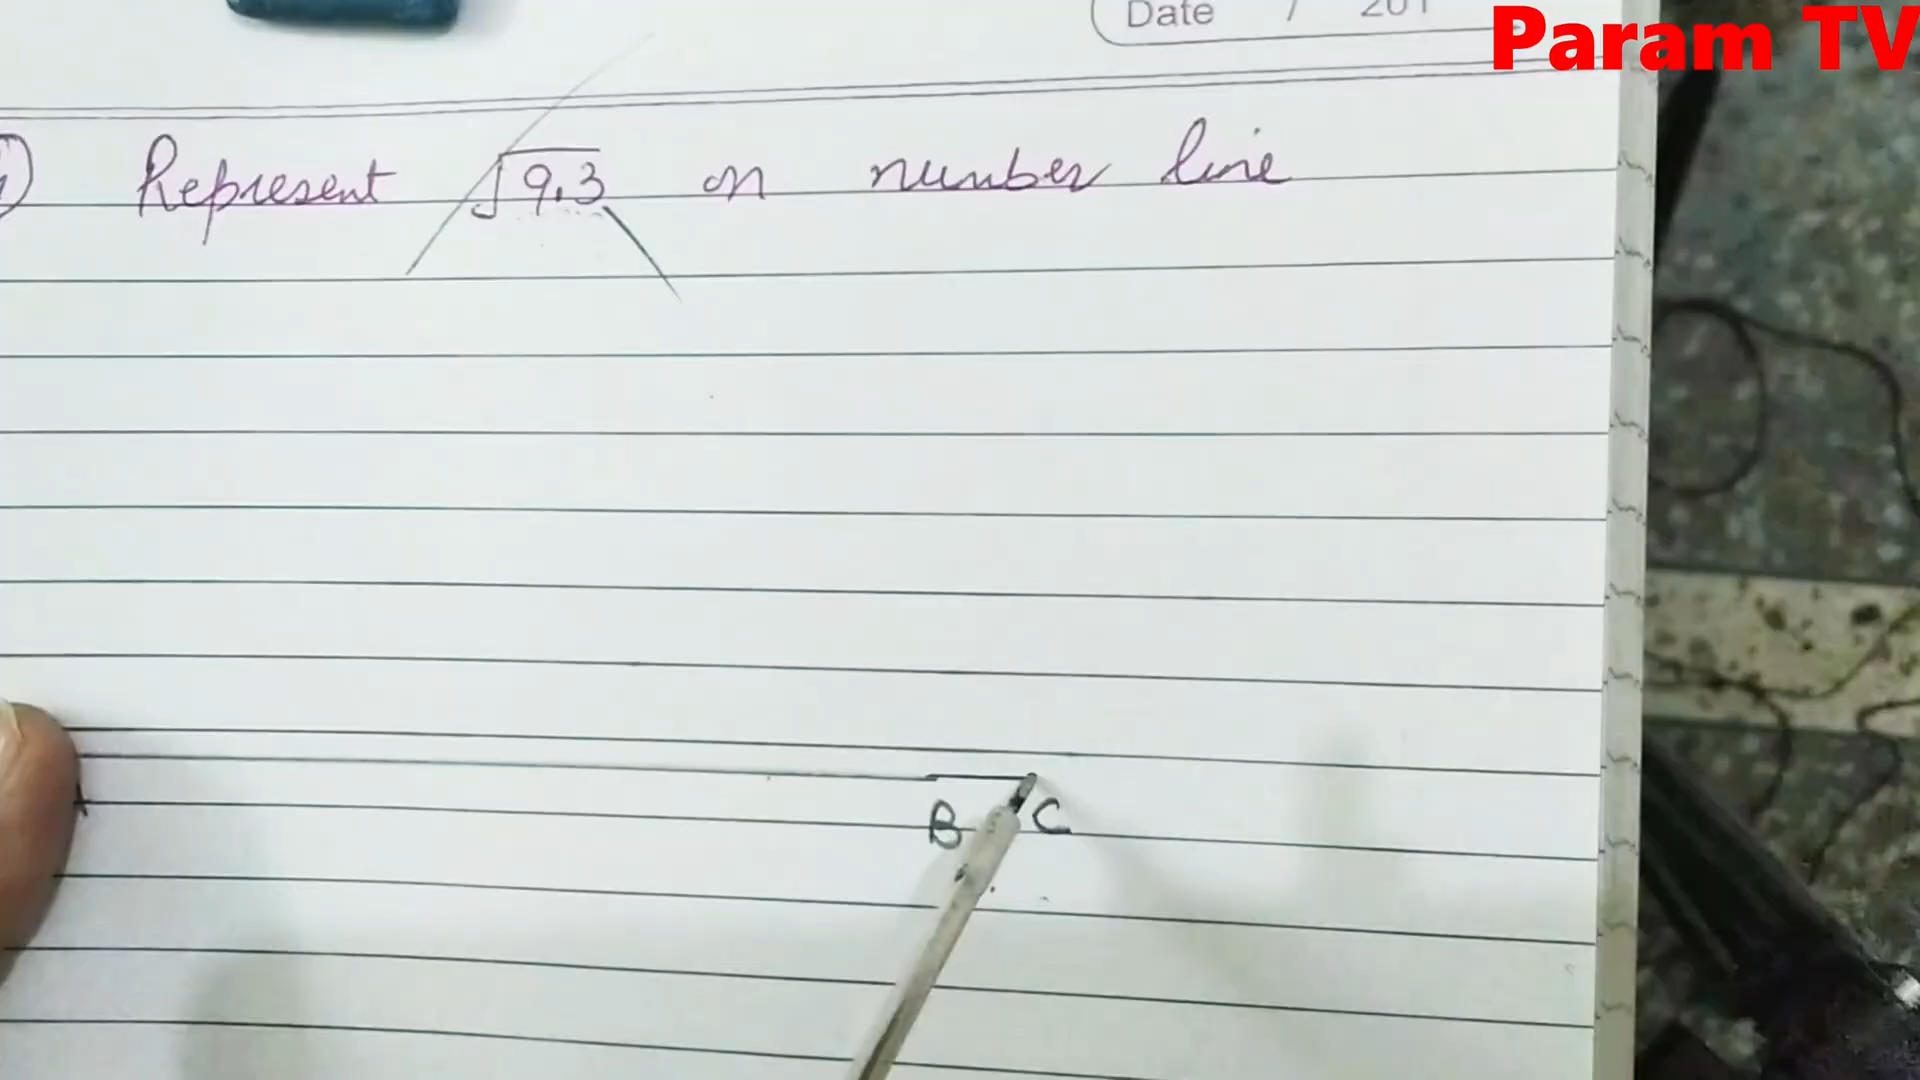 Date / 201
Param TV
Represent √9.3 on number line
B C